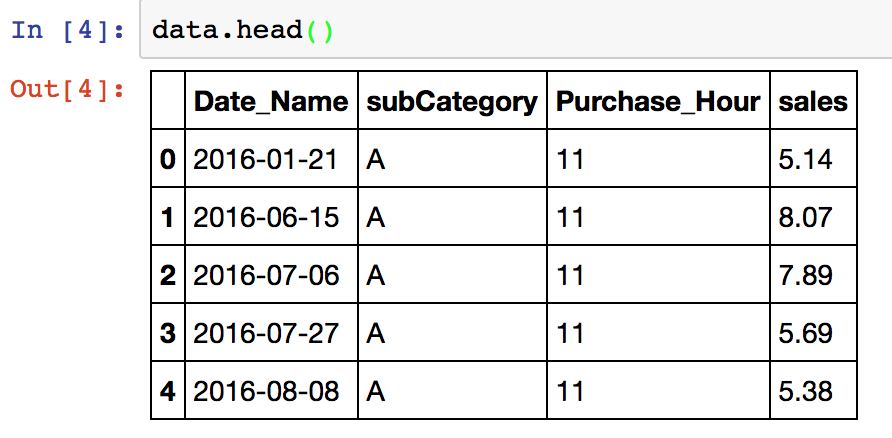 In [4]: data.head()
Out[4]:
Date_Name subCategory Purchase_Hour sales
0 2016-01-21 A 11 5.14
1 2016-06-15 A 11 8.07
2 2016-07-06 A 11 7.89
3 2016-07-27 A 11 5.69
4 2016-08-08 A 11 5.38